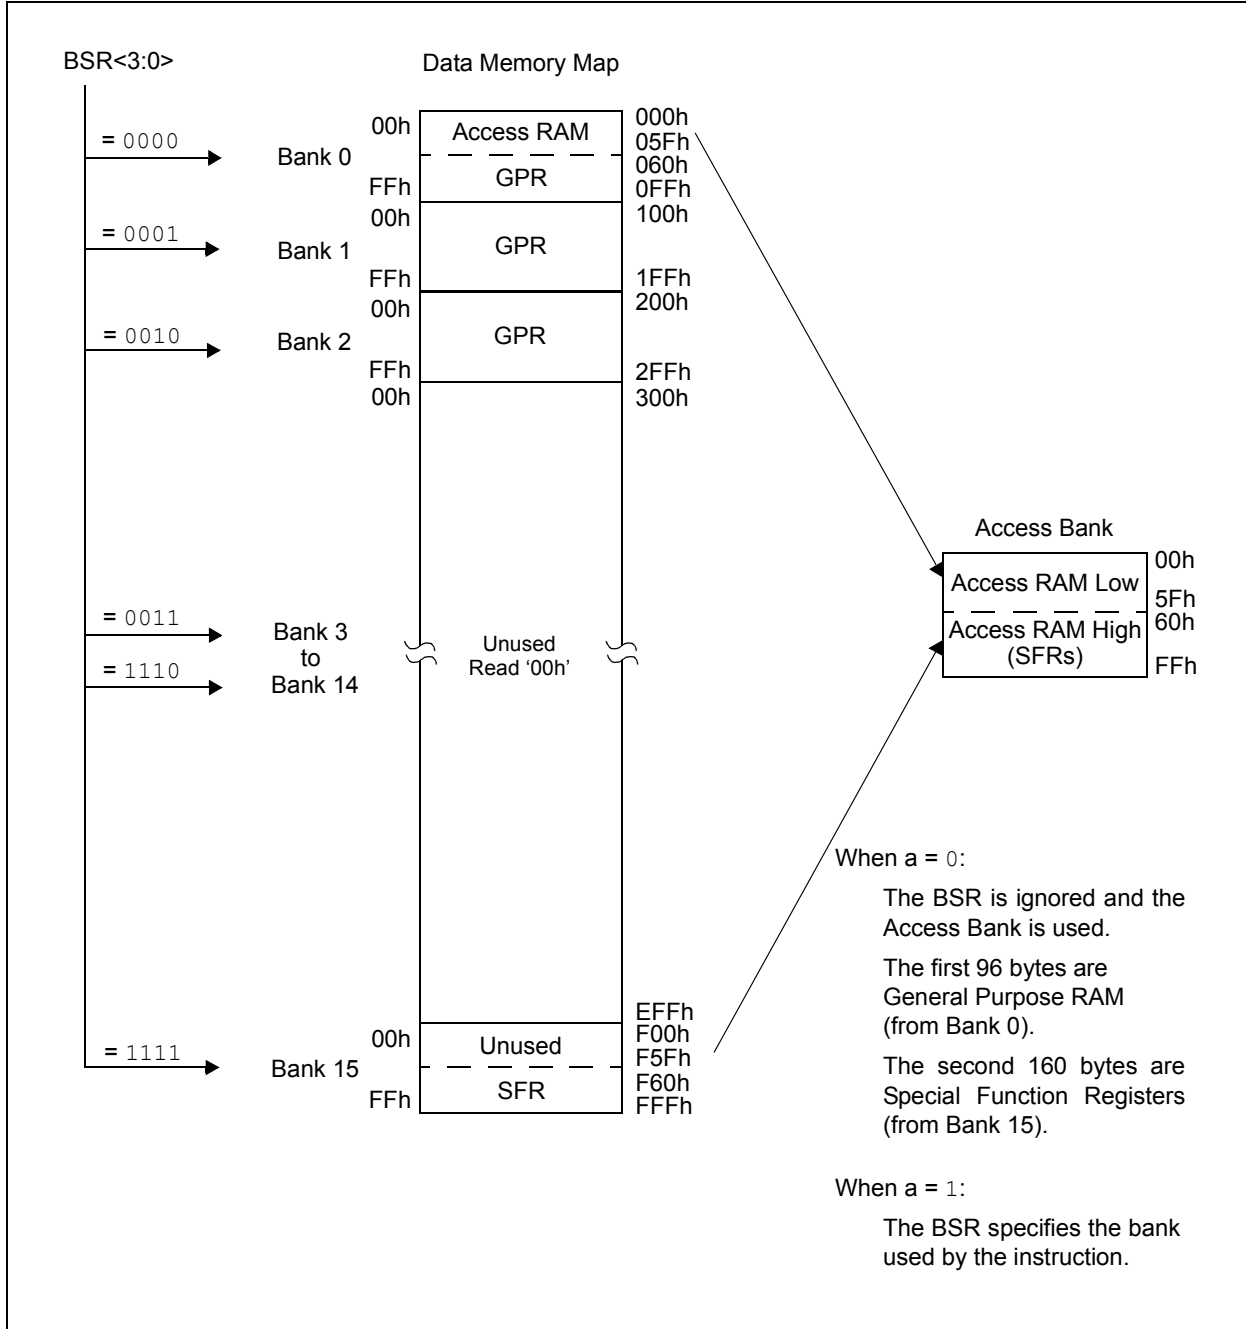 BSR<3:0>
Data Memory Map
= 0000
Bank 0
00h
Access RAM
000h
05Fh
FFh
GPR
060h
0FFh
= 0001
Bank 1
00h
GPR
100h
FFh
1FFh
= 0010
Bank 2
00h
GPR
200h
FFh
2FFh
00h
300h
Access Bank
Access RAM Low
00h
5Fh
Access RAM High
(SFRs)
60h
FFh
= 0011
Bank 3
to
= 1110
Bank 14
Unused
Read ‘00h’
EFFh
= 1111
Bank 15
00h
Unused
F00h
F5Fh
FFh
SFR
F60h
FFFh
When a = 0:
The BSR is ignored and the
Access Bank is used.
The first 96 bytes are
General Purpose RAM
(from Bank 0).
The second 160 bytes are
Special Function Registers
(from Bank 15).
When a = 1:
The BSR specifies the bank
used by the instruction.